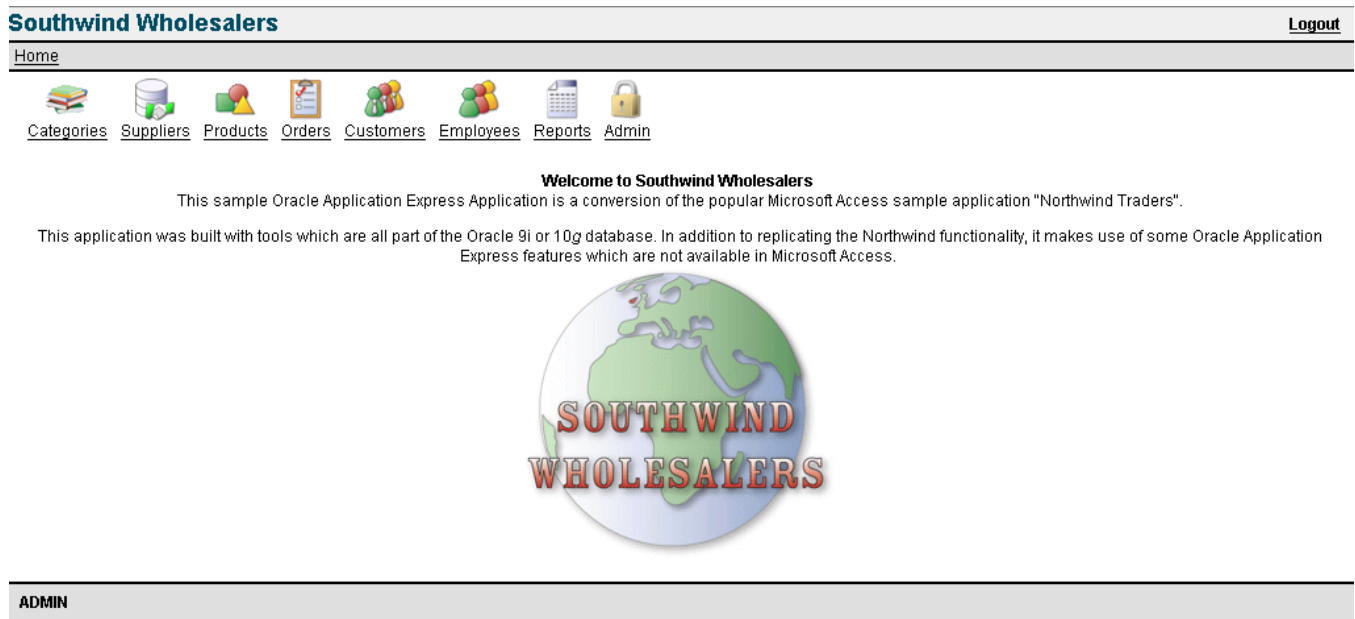 Southwind Wholesalers
Logout
Home
Categories Suppliers Products Orders Customers Employees Reports Admin
Welcome to Southwind Wholesalers
This sample Oracle Application Express Application is a conversion of the popular Microsoft Access sample application "Northwind Traders".
This application was built with tools which are all part of the Oracle 9i or 10g database. In addition to replicating the Northwind functionality, it makes use of some Oracle Application
Express features which are not available in Microsoft Access.
SOUTHWIND
WHOLESALERS
ADMIN